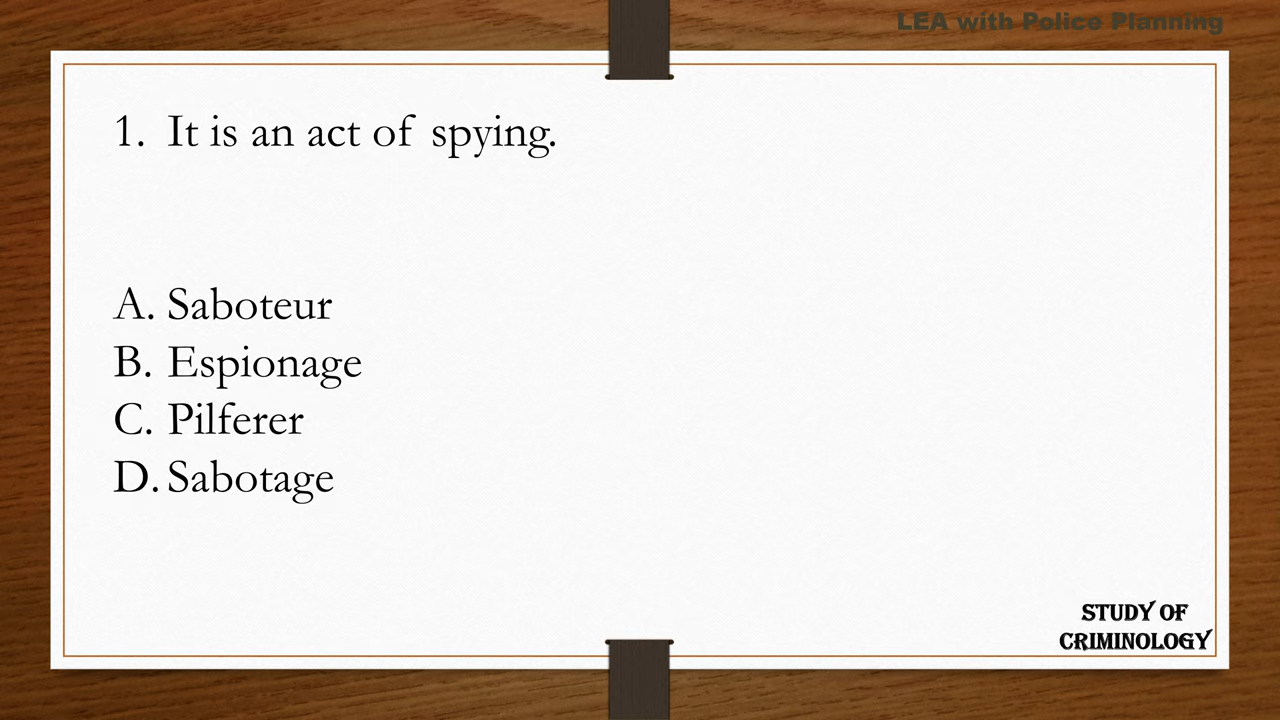 LEA with Police Planning
1. It is an act of spying.
A. Saboteur
B. Espionage
C. Pilferer
D. Sabotage
STUDY OF
CRIMINOLOGY